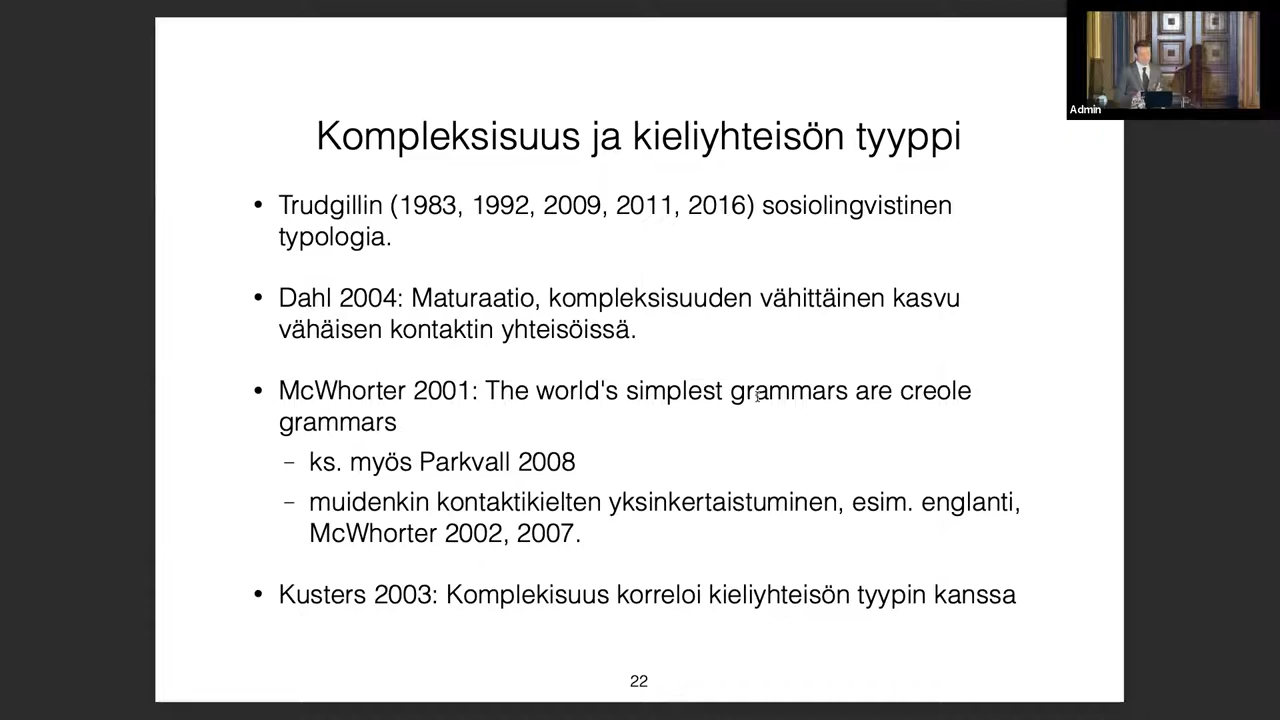 Admin
Kompleksisuus ja kieliyhteisön tyyppi
• Trudgillin (1983, 1992, 2009, 2011, 2016) sosiolingvistinen
typologia.
• Dahl 2004: Maturaatio, kompleksisuuden vähittäinen kasvu
vähäisen kontaktin yhteisöissä.
• McWhorter 2001: The world's simplest grammars are creole
grammars
– ks. myös Parkvall 2008
– muidenkin kontaktikielten yksinkertaistuminen, esim. englanti,
McWhorter 2002, 2007.
• Kusters 2003: Komplekisuus korreloi kieliyhteisön tyypin kanssa
22